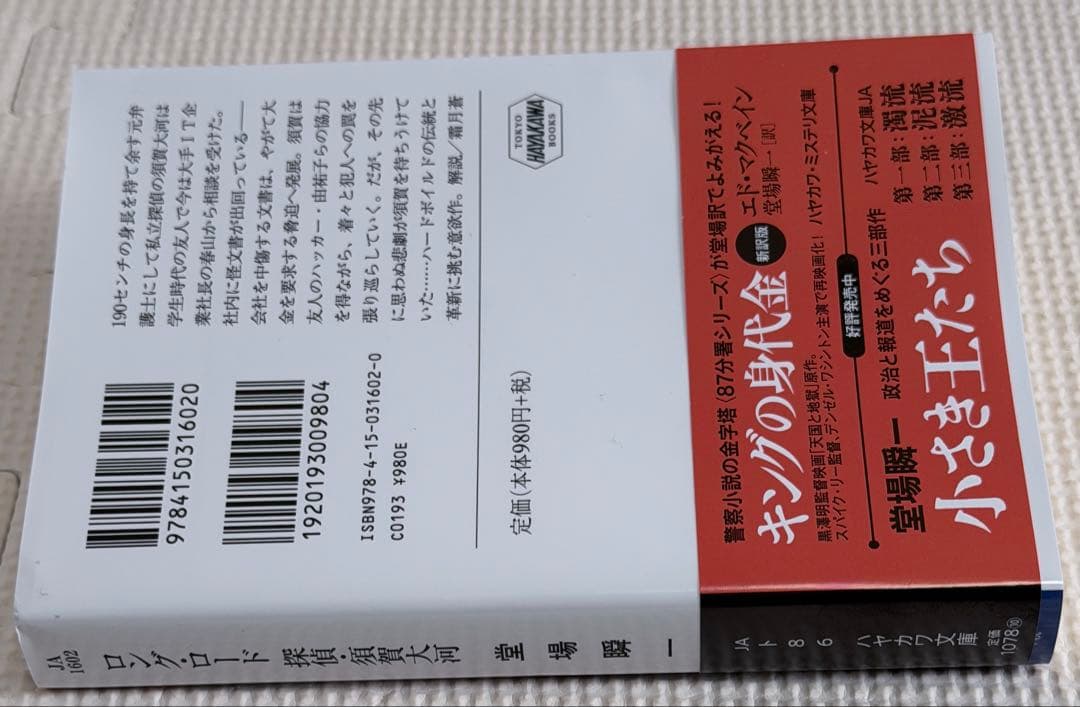 190センチの身長を持て余す元弁
護士にして私立探偵の須賀大河は
学生時代の友人で今は大手ＩＴ企
業社長の春山から相談を受けた。
社内に怪文書が出回っている――
会社を中傷する文書は、やがて大
金を要求する脅迫へ発展。須賀は
友人のハッカー・由祐子らの協力
を得ながら、着々と犯人への罠を
張り巡らしていく。だが、その先
に思わぬ悲劇が須賀を待ちうけて
いた……ハードボイルドの伝統と
革新に挑む意欲作。解説／霜月蒼
TOKYO
HAYAKAWA
BOOKS
9784150316020
1920193009804
ISBN978-4-15-031602-0
C0193 ¥980E
定価(本体980円+税)
警察小説の金字塔〈87分署シリーズ〉が堂場訳でよみがえる！
キングの身代金
新訳版
エド・マクベイン
堂場瞬一［訳］
黒澤明監督映画『天国と地獄』原作。
スパイク・リー監督、デンゼル・ワシントン主演で再映画化！
ハヤカワ・ミステリ文庫
好評発売中
堂場瞬一
政治と報道をめぐる三部作
ハヤカワ文庫JA
小さき王たち
第一部：濁流
第二部：泥流
第三部：激流
JA
1602
ロング・ロード
探偵・須賀大河
堂場瞬一
JA
ト
8
6
ハヤカワ文庫
定価
1078⑩